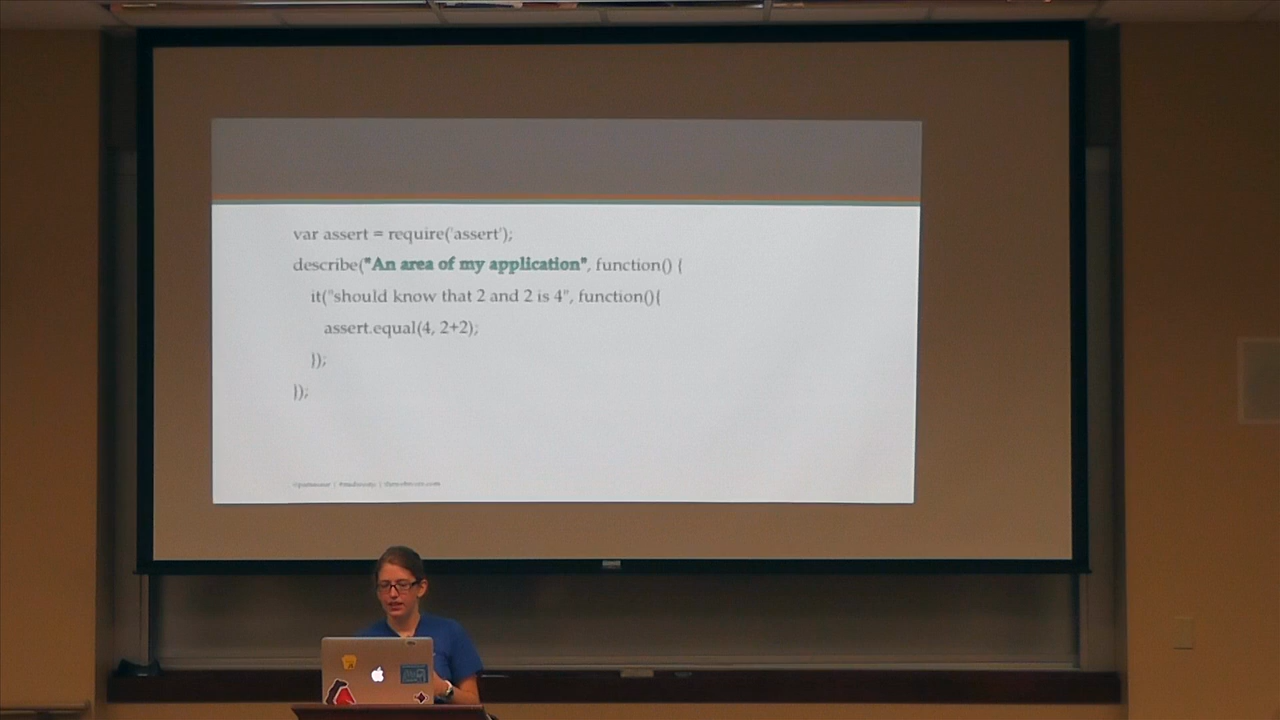 var assert = require('assert');
describe("An area of my application", function() {
it("should know that 2 and 2 is 4", function(){
assert.equal(4, 2+2);
});
});